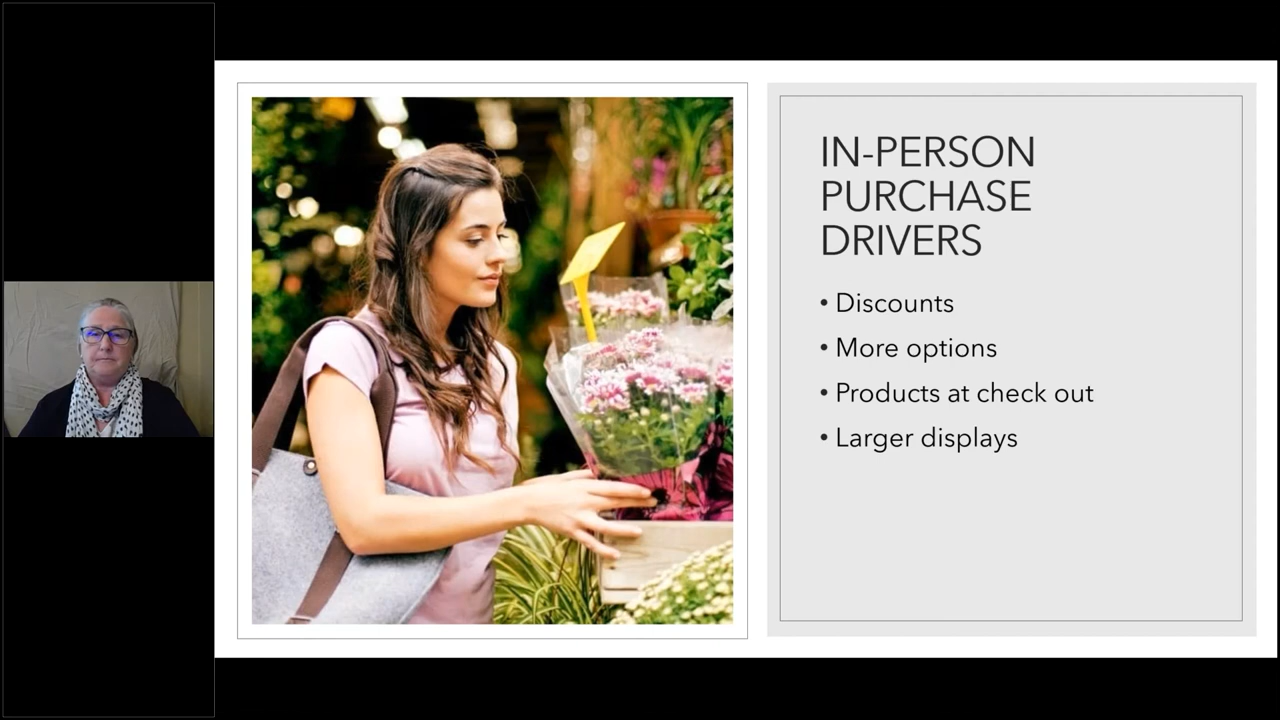 IN-PERSON
PURCHASE
DRIVERS
• Discounts
• More options
• Products at check out
• Larger displays